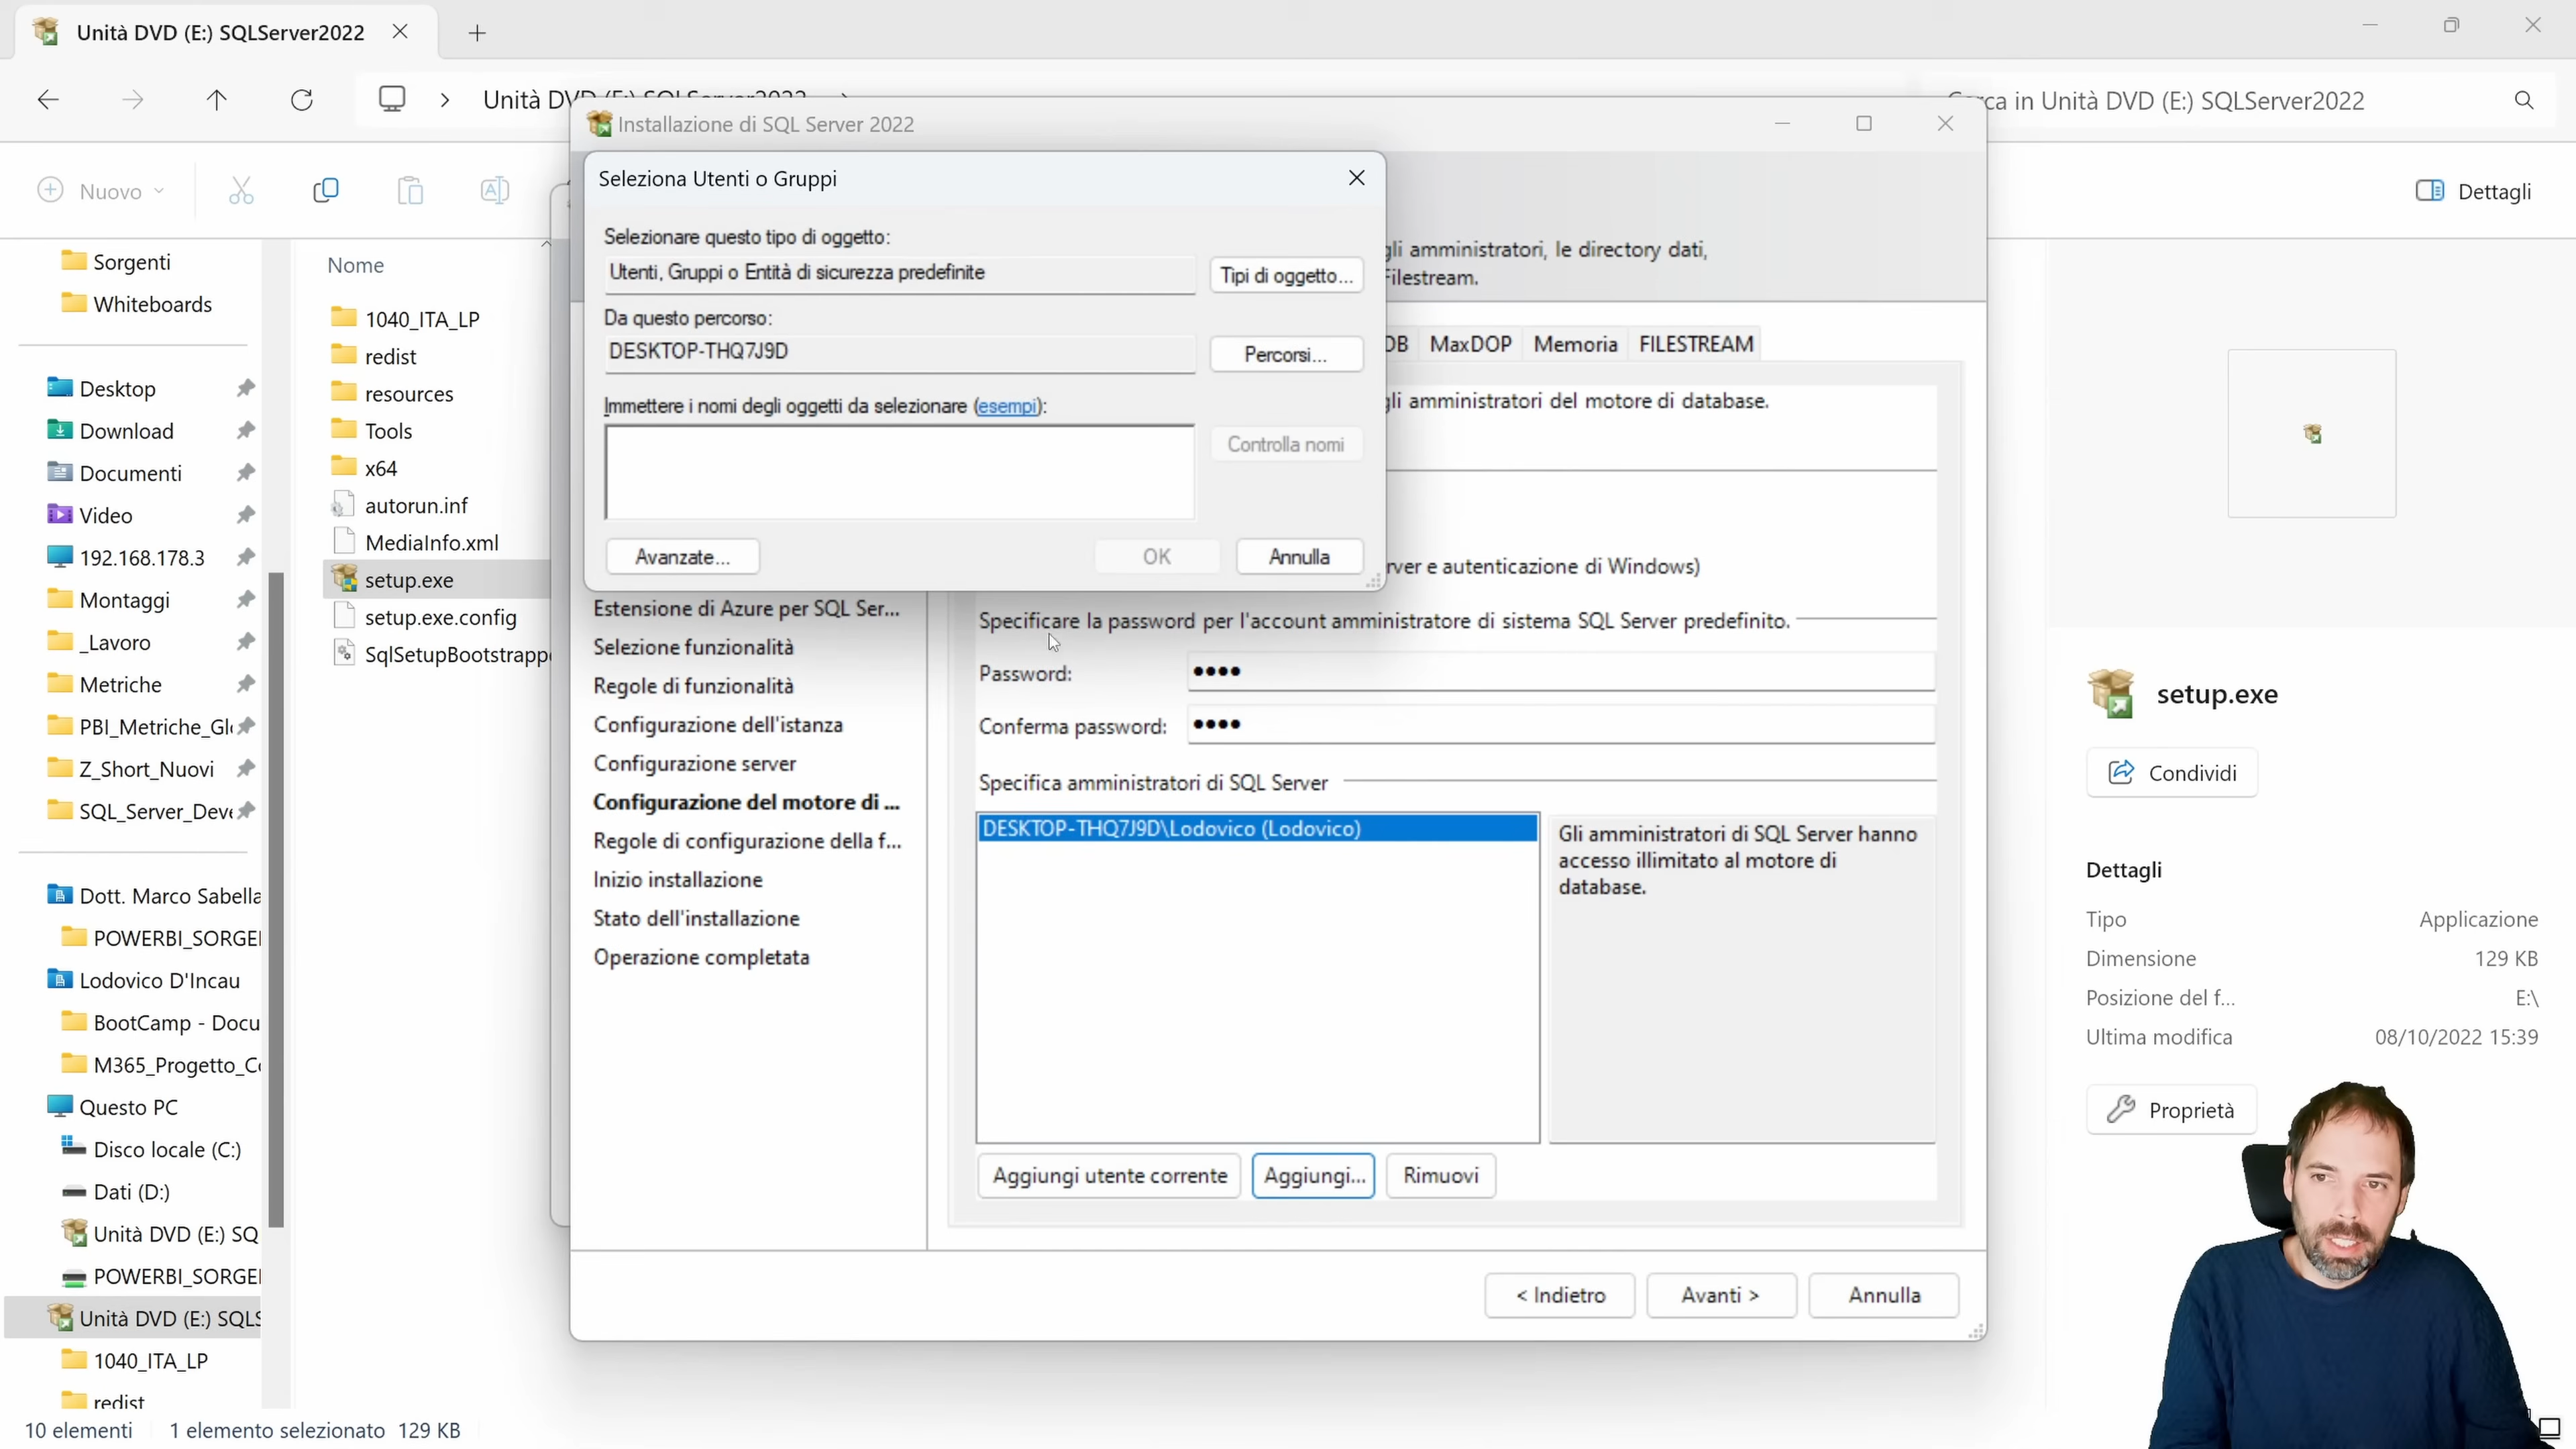 Unità DVD (E:) SQLServer2022
Cerca in Unità DVD (E:) SQLServer2022
Nuovo
Dettagli
Sorgenti
Whiteboards
Desktop
Download
Documenti
Video
192.168.178.3
Montaggi
_Lavoro
Metriche
PBI_Metriche_Gl
Z_Short_Nuovi
SQL_Server_Deve
Dott. Marco Sabella
POWERBI_SORGE
Lodovico D'Incau
BootCamp - Docu
M365_Progetto_C
Questo PC
Disco locale (C:)
Dati (D:)
Unità DVD (E:) SQ
POWERBI_SORGE
Unità DVD (E:) SQLS
1040_ITA_LP
redist
10 elementi
1 elemento selezionato 129 KB
Nome
1040_ITA_LP
redist
resources
Tools
x64
autorun.inf
MediaInfo.xml
setup.exe
setup.exe.config
SqlSetupBootstrapp
Installazione di SQL Server 2022
gli amministratori, le directory dati,
Filestream.
Seleziona Utenti o Gruppi
Selezionare questo tipo di oggetto:
Utenti, Gruppi o Entità di sicurezza predefinite
Tipi di oggetto...
Da questo percorso:
DESKTOP-THQ7J9D
Percorsi...
Immettere i nomi degli oggetti da selezionare (esempi):
Controlla nomi
Avanzate...
OK
Annulla
Estensione di Azure per SQL Ser...
Selezione funzionalità
Regole di funzionalità
Configurazione dell'istanza
Configurazione server
Configurazione del motore di ...
Regole di configurazione della f...
Inizio installazione
Stato dell'installazione
Operazione completata
DB
MaxDOP
Memoria
FILESTREAM
gli amministratori del motore di database.
rver e autenticazione di Windows)
Specificare la password per l'account amministratore di sistema SQL Server predefinito.
Password:
••••
Conferma password:
••••
Specifica amministratori di SQL Server
DESKTOP-THQ7J9D\Lodovico (Lodovico)
Gli amministratori di SQL Server hanno
accesso illimitato al motore di
database.
Aggiungi utente corrente
Aggiungi...
Rimuovi
< Indietro
Avanti >
Annulla
setup.exe
Condividi
Dettagli
Tipo Applicazione
Dimensione 129 KB
Posizione del f... E:\
Ultima modifica 08/10/2022 15:39
Proprietà